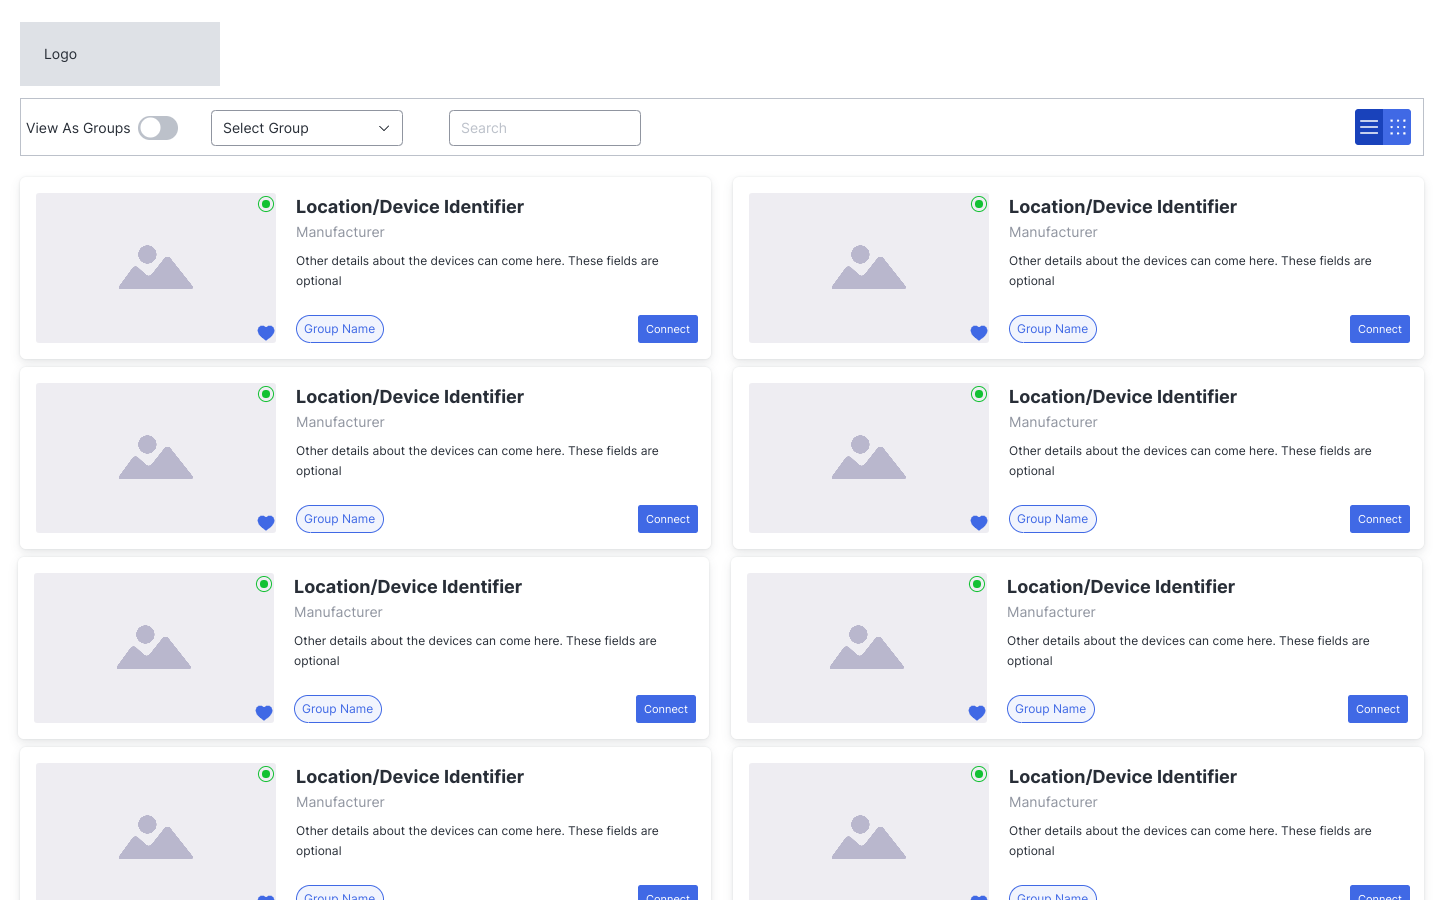 Logo
View As Groups
Select Group
Search
Location/Device Identifier
Manufacturer
Other details about the devices can come here. These fields are
optional
Group Name
Connect
Location/Device Identifier
Manufacturer
Other details about the devices can come here. These fields are
optional
Group Name
Connect
Location/Device Identifier
Manufacturer
Other details about the devices can come here. These fields are
optional
Group Name
Connect
Location/Device Identifier
Manufacturer
Other details about the devices can come here. These fields are
optional
Group Name
Connect
Location/Device Identifier
Manufacturer
Other details about the devices can come here. These fields are
optional
Group Name
Connect
Location/Device Identifier
Manufacturer
Other details about the devices can come here. These fields are
optional
Group Name
Connect
Location/Device Identifier
Manufacturer
Other details about the devices can come here. These fields are
optional
Group Name
Connect
Location/Device Identifier
Manufacturer
Other details about the devices can come here. These fields are
optional
Group Name
Connect